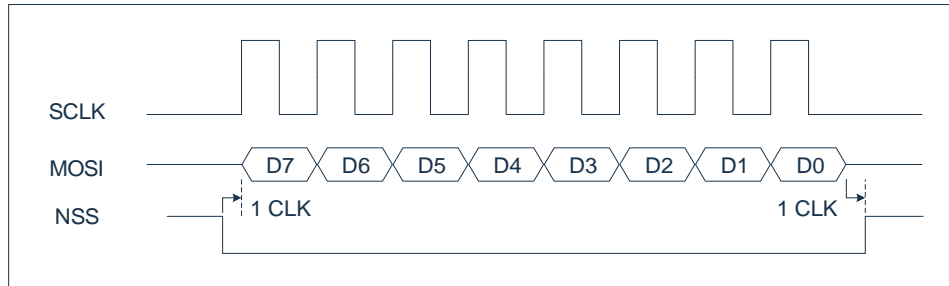 SCLK
MOSI D7 D6 D5 D4 D3 D2 D1 D0
1 CLK 1 CLK
NSS